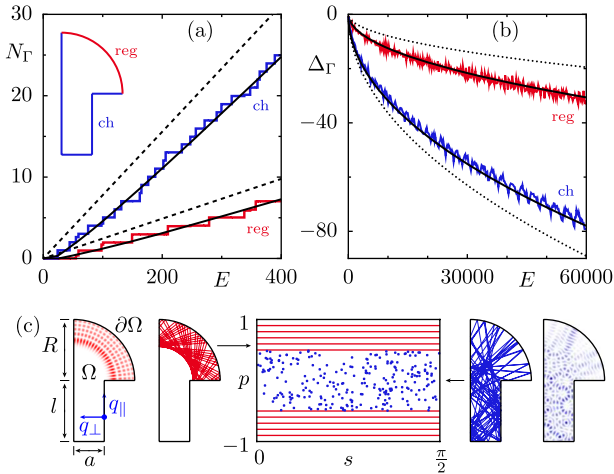 30
20
10
0
N_Γ
(a)
reg
ch
reg
0
200
E
400
0
−40
−80
Δ_Γ
(b)
reg
ch
0
30000
E
60000
(c)
∂Ω
R
Ω
l
q_∥
q_⊥
a
1
p
−1
0
s
π/2